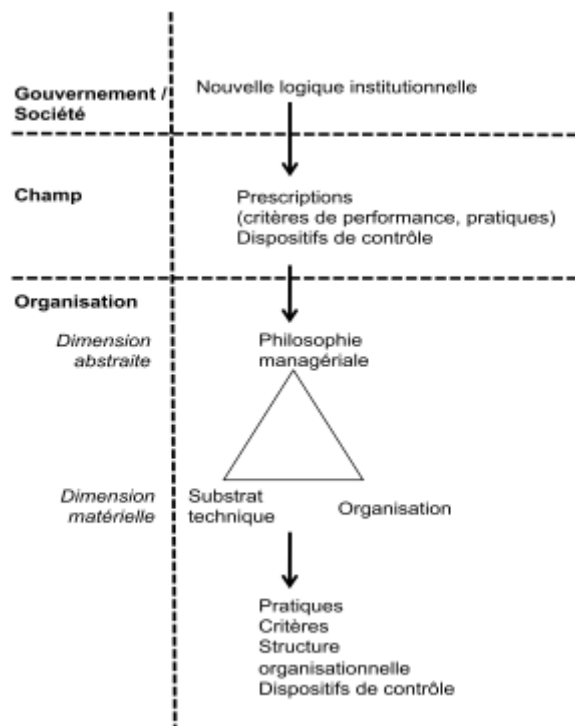 Gouvernement /
Société
Nouvelle logique institutionnelle
Champ
Prescriptions
(critères de performance, pratiques)
Dispositifs de contrôle
Organisation
Dimension
abstraite
Philosophie
managériale
Dimension
matérielle
Substrat
technique
Organisation
Pratiques
Critères
Structure
organisationnelle
Dispositifs de contrôle